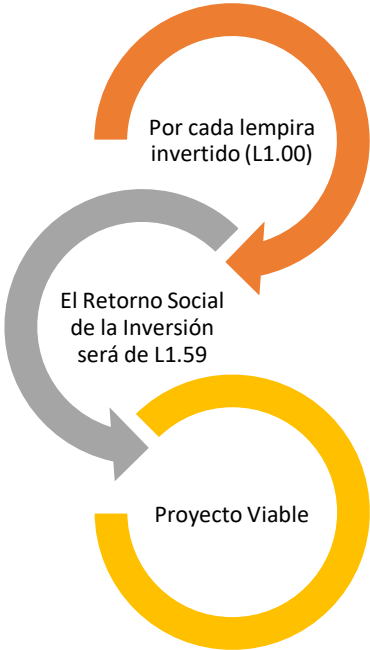 Por cada lempira
invertido (L1.00)
El Retorno Social
de la Inversión
será de L1.59
Proyecto Viable